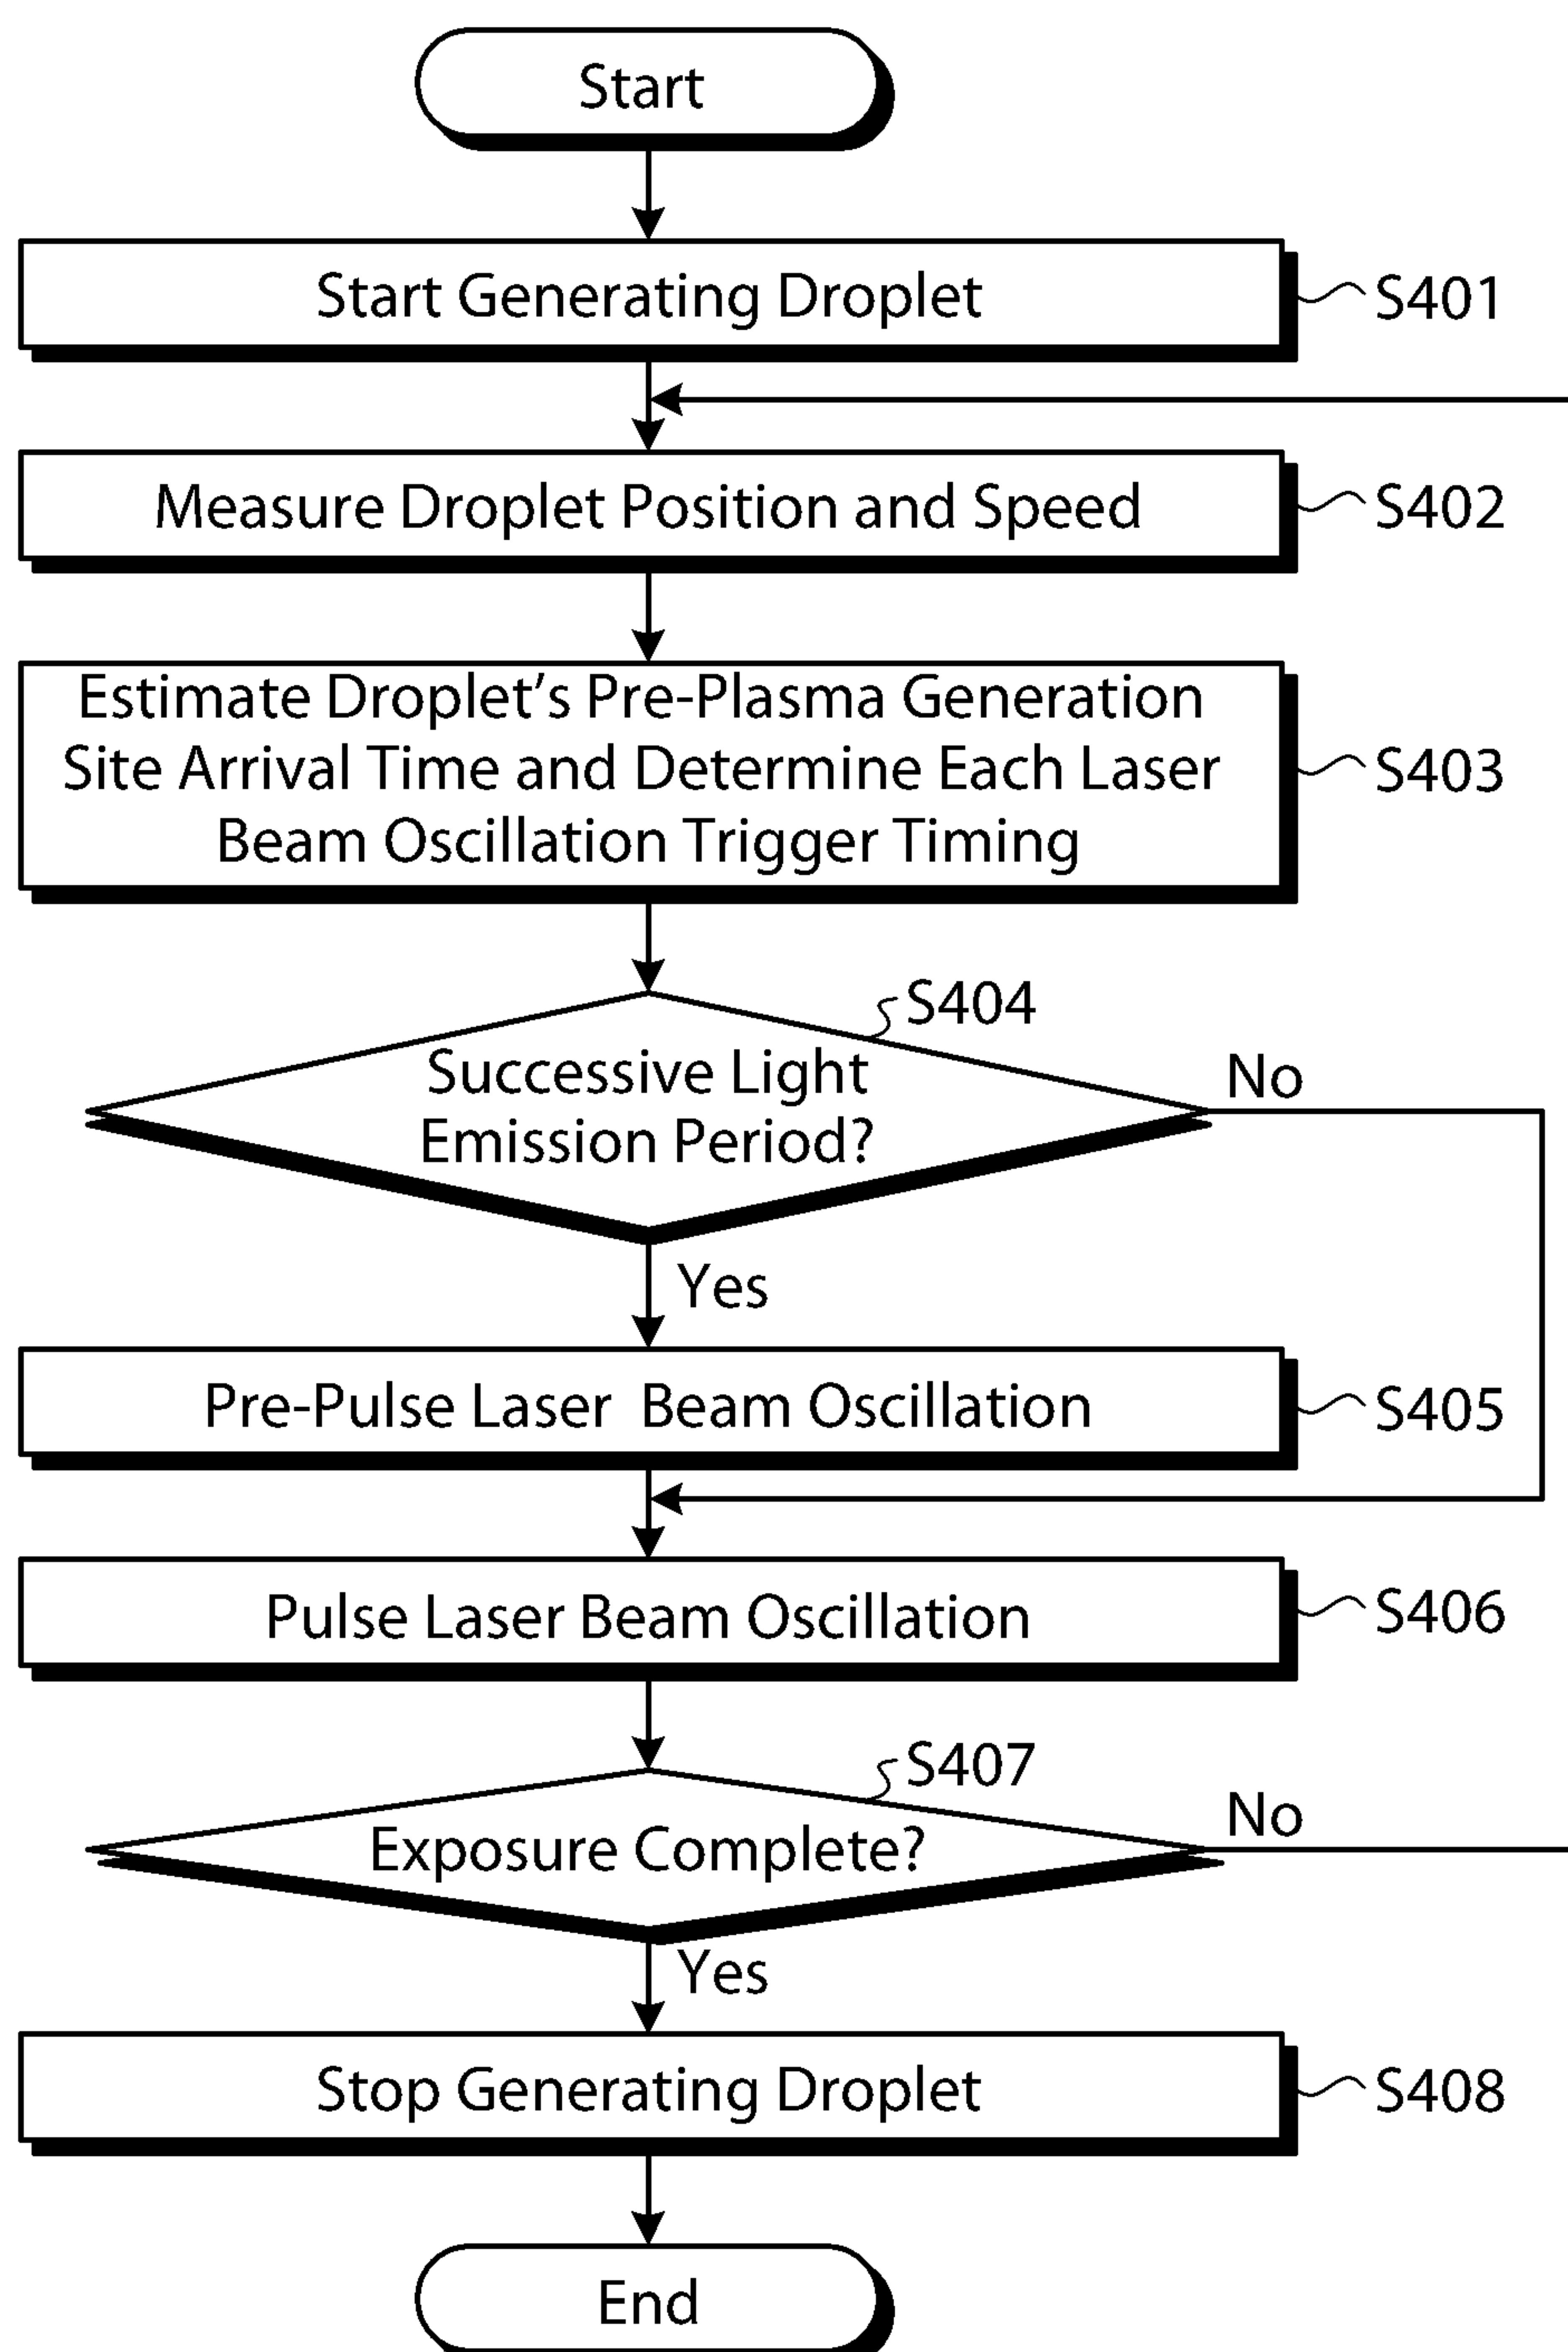 Start
Start Generating Droplet
S401
Measure Droplet Position and Speed
S402
Estimate Droplet’s Pre-Plasma Generation
Site Arrival Time and Determine Each Laser
Beam Oscillation Trigger Timing
S403
S404
Successive Light
Emission Period?
No
Yes
Pre-Pulse Laser Beam Oscillation
S405
Pulse Laser Beam Oscillation
S406
S407
Exposure Complete?
No
Yes
Stop Generating Droplet
S408
End